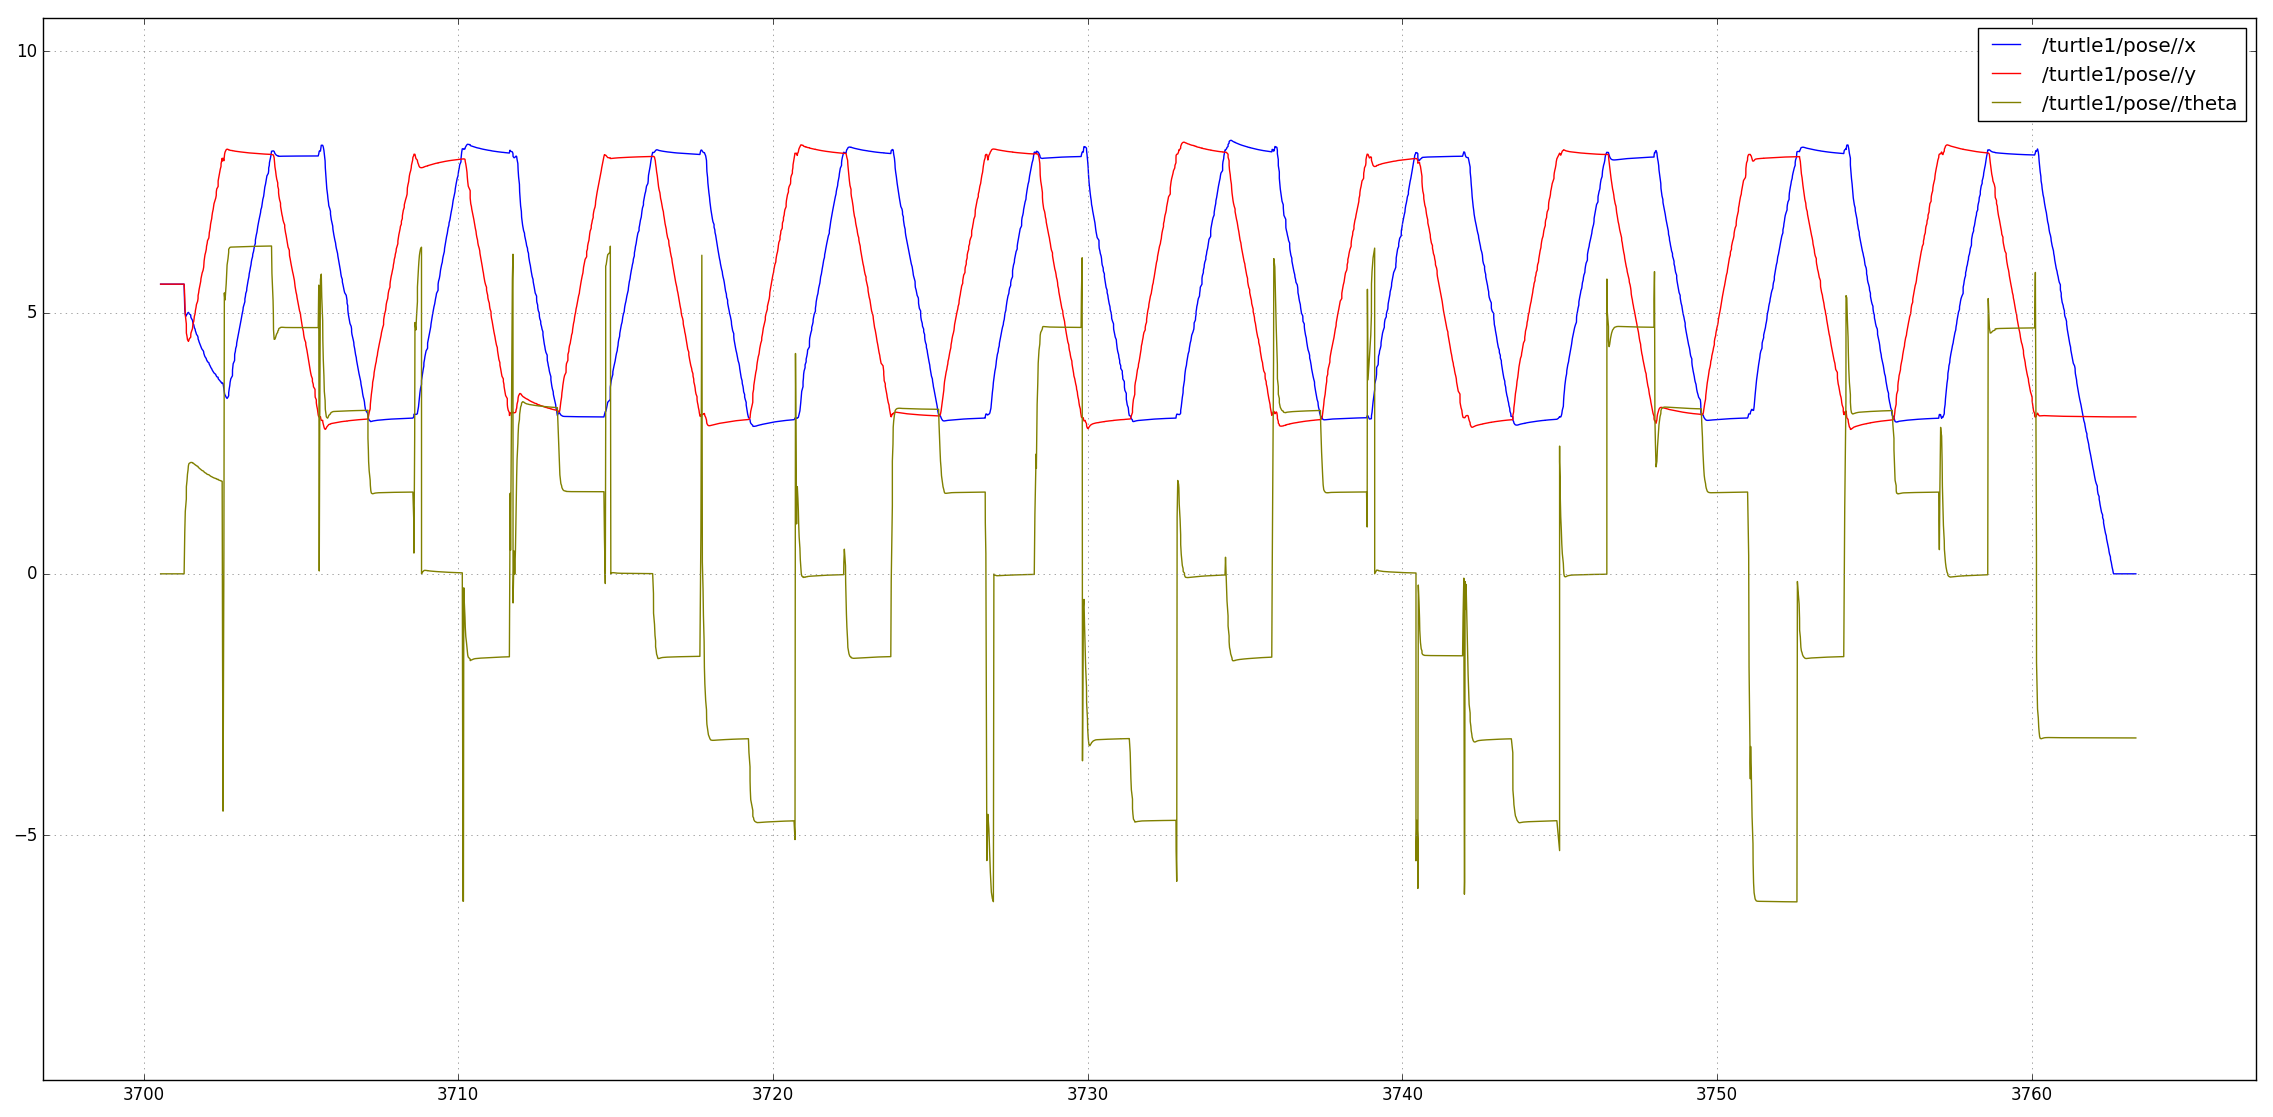 /turtle1/pose//x
/turtle1/pose//y
/turtle1/pose//theta
10
5
0
−5
3700 3710 3720 3730 3740 3750 3760